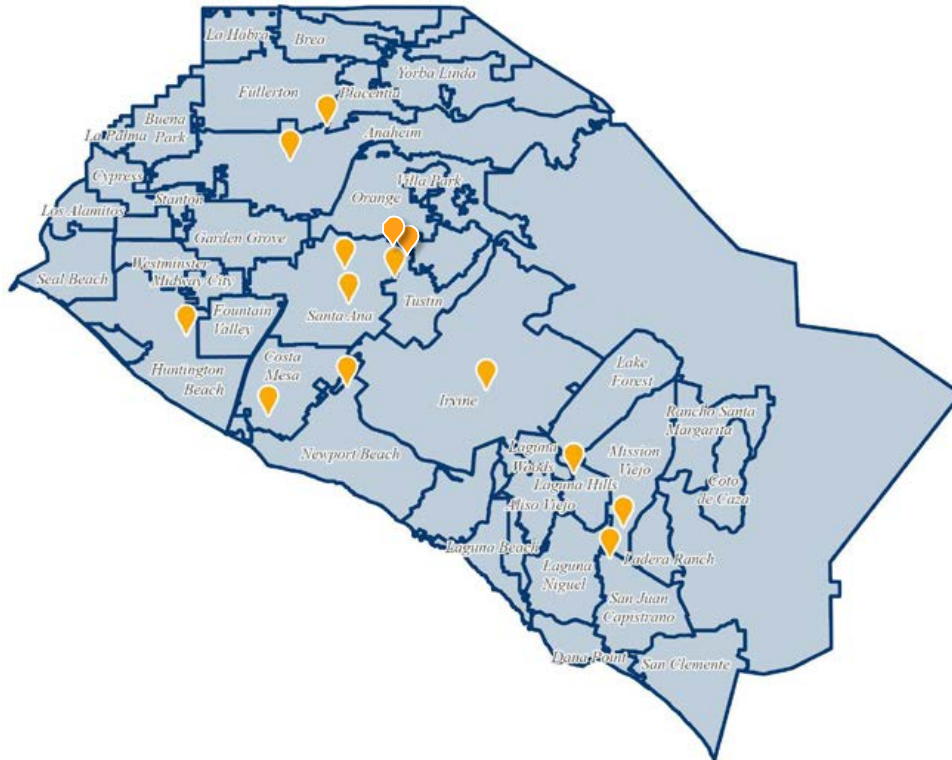 La Habra
Brea
Yorba Linda
Fullerton
Placentia
Buena
Park
La Palma
Anaheim
Cypress
Villa Park
Stanton
Orange
Los Alamitos
Garden Grove
Westminster
Seal Beach
Midway City
Tustin
Fountain
Valley
Santa Ana
Huntington
Beach
Costa
Mesa
Lake
Forest
Irvine
Rancho Santa
Margarita
Newport Beach
Laguna
Woods
Mission
Viejo
Laguna Hills
Coto
de Caza
Aliso Viejo
Laguna Beach
Ladera Ranch
Laguna
Niguel
San Juan
Capistrano
Dana Point
San Clemente